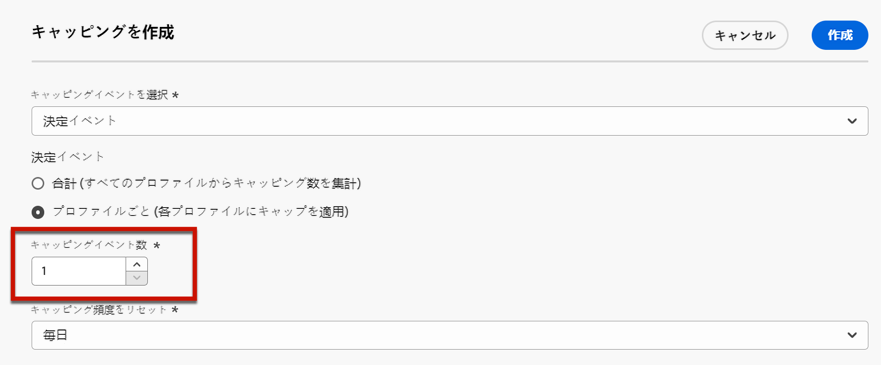 キャッピングを作成
キャンセル
作成
キャッピングイベントを選択 *
決定イベント
決定イベント
合計 (すべてのプロファイルからキャッピング数を集計)
プロファイルごと (各プロファイルにキャップを適用)
キャッピングイベント数 *
1
キャッピング頻度をリセット *
毎日